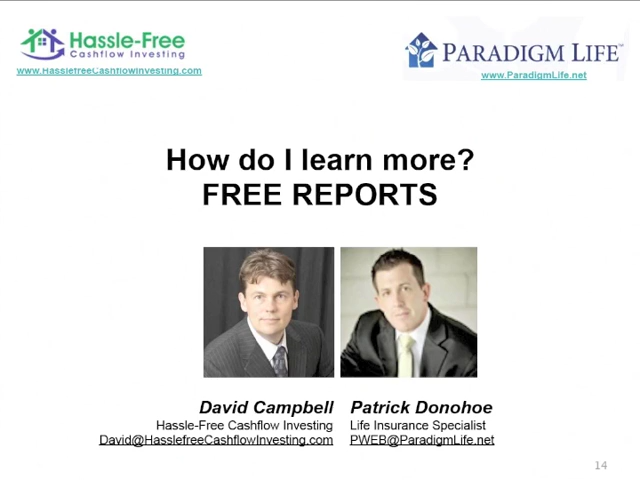 Hassle-Free
Cashflow Investing
www.HasslefreeCashflowInvesting.com
PARADIGM LIFE™
www.ParadigmLife.net
How do I learn more?
FREE REPORTS
David Campbell
Hassle-Free Cashflow Investing
David@HasslefreeCashflowInvesting.com
Patrick Donohoe
Life Insurance Specialist
PWEB@ParadigmLife.net
14